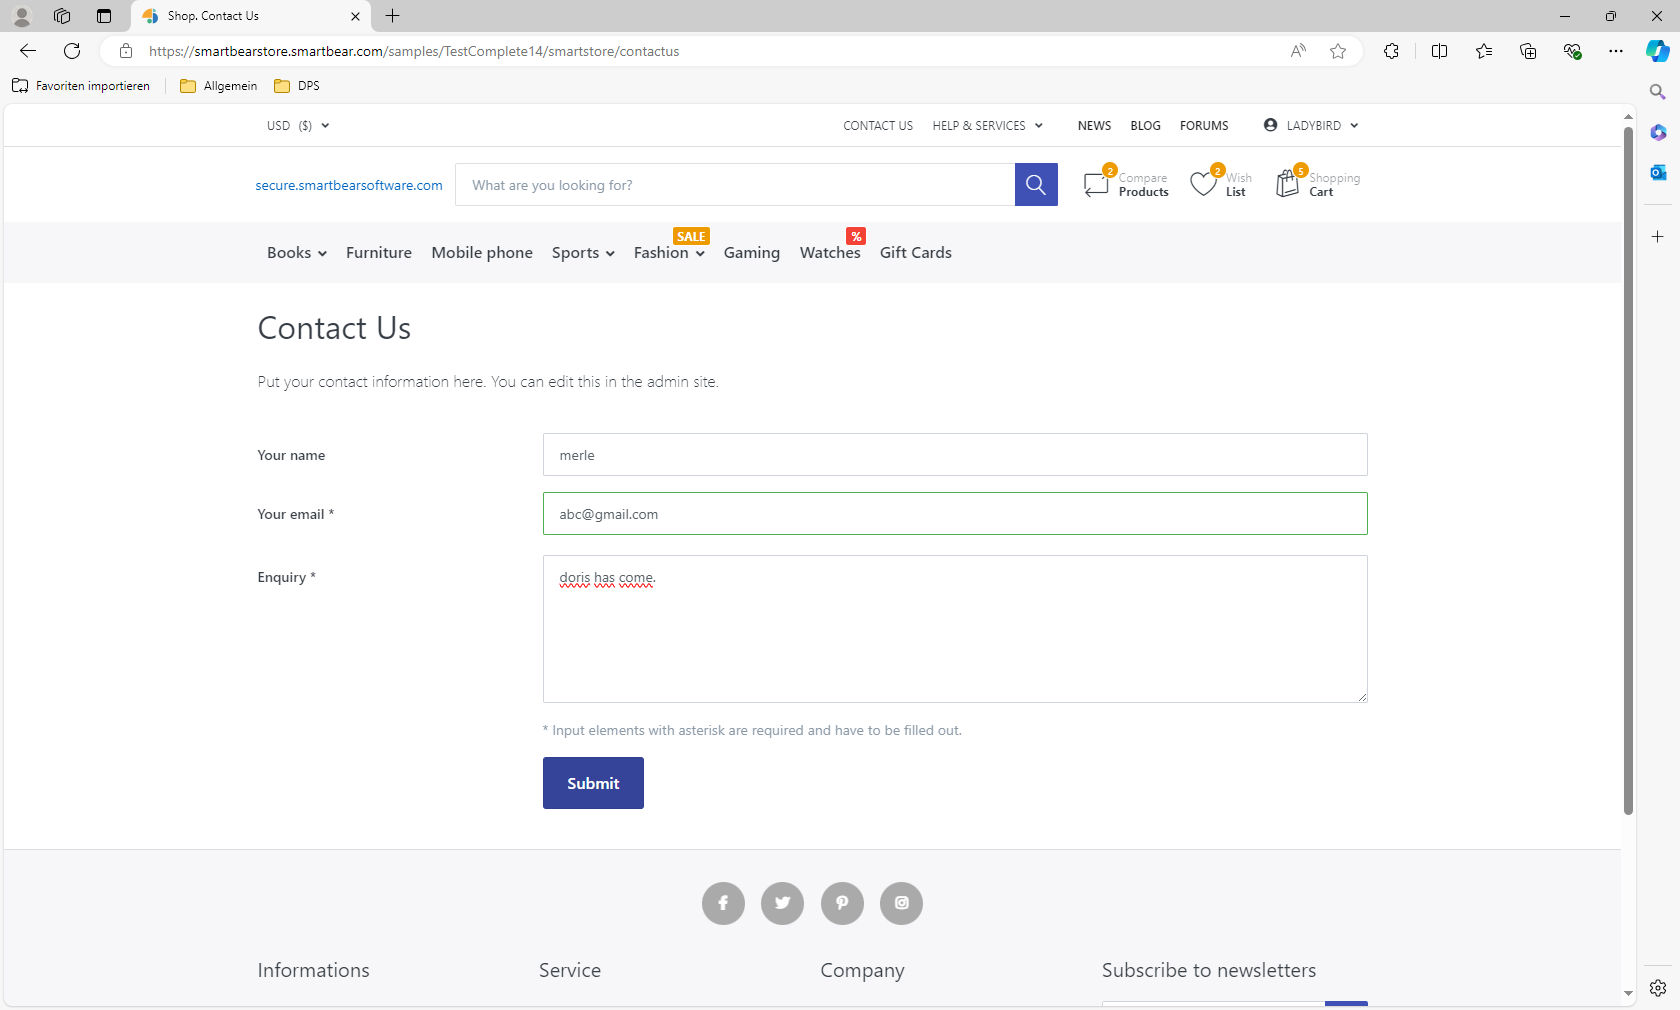 Shop. Contact Us
https://smartbearstore.smartbear.com/samples/TestComplete14/smartstore/contactus
Favoriten importieren
Allgemein
DPS
USD ($)
CONTACT US
HELP & SERVICES
NEWS
BLOG
FORUMS
LADYBIRD
secure.smartbearsoftware.com
What are you looking for?
2
Compare
Products
2
Wish
List
5
Shopping
Cart
Books
Furniture
Mobile phone
Sports
SALE
Fashion
Gaming
%
Watches
Gift Cards
Contact Us
Put your contact information here. You can edit this in the admin site.
Your name
merle
Your email *
abc@gmail.com
Enquiry *
doris has come.
* Input elements with asterisk are required and have to be filled out.
Submit
Informations
Service
Company
Subscribe to newsletters